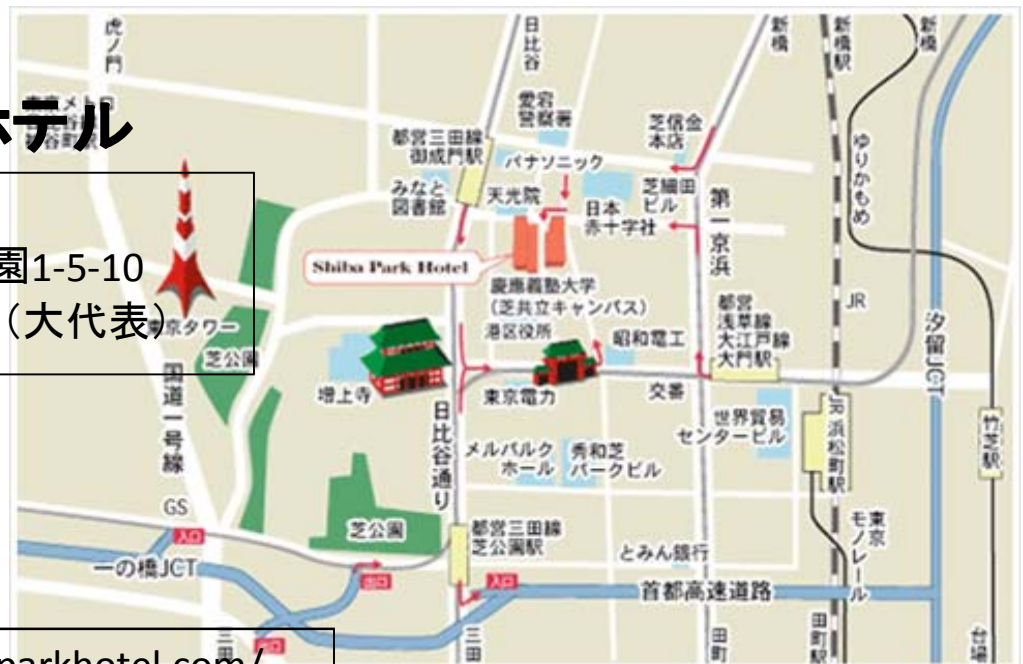 虎ノ門
日比谷
新橋
新橋駅
新橋
ホテル
愛宕
警察署
都営三田線
御成門駅
芝信金
本店
パナソニック
みなと
図書館
天光院
芝細田
ビル
日本
赤十字社
第一京浜
ゆりかもめ
園1-5-10
(大代表)
Shiba Park Hotel
慶應義塾大学
(芝共立キャンパス)
港区役所
昭和電工
都営
浅草線
大江戸線
大門駅
JR
汐留JCT
東京タワー
芝公園
国道一号線
増上寺
東京電力
交番
日比谷通り
世界貿易
センタービル
JR浜松町駅
竹芝駅
メルパルク
ホール
秀和芝
パークビル
GS
入口
芝公園
都営三田線
芝公園駅
とみん銀行
東京
モノレール
一の橋JCT
出口
入口
首都高速道路
出口
三田
三田
田町
田町駅
台場
parkhotel.com/